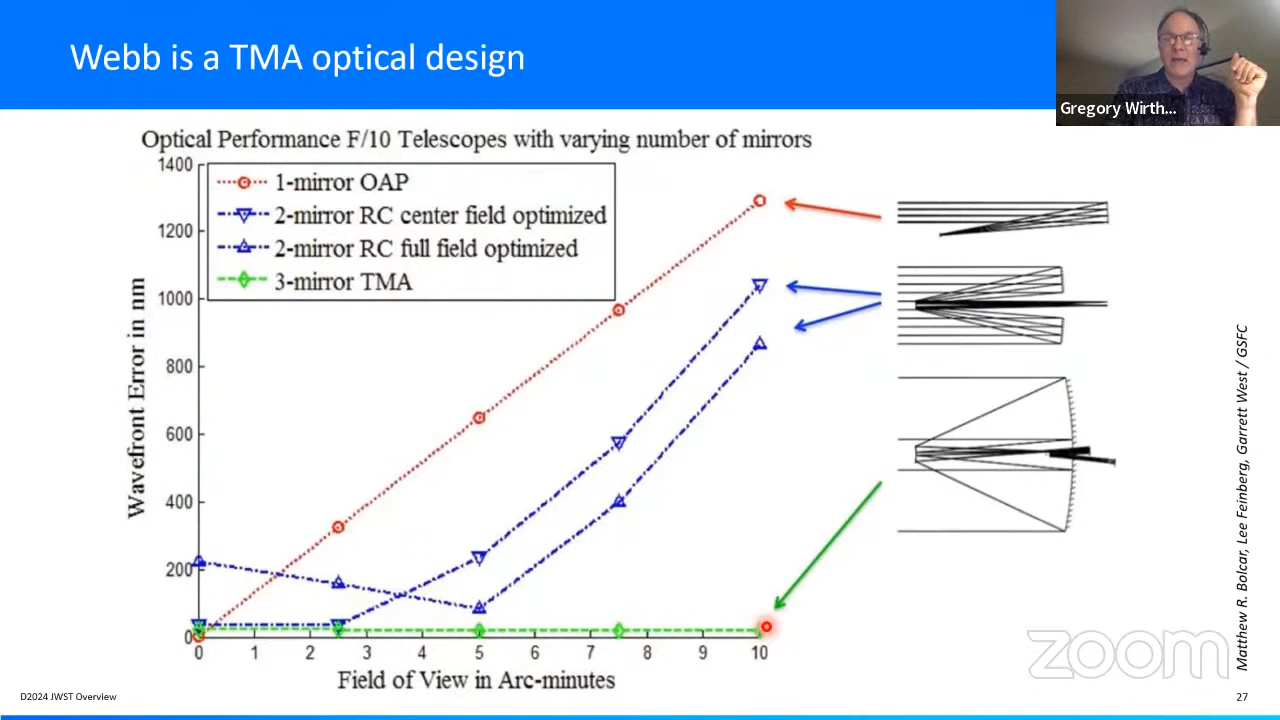 Webb is a TMA optical design
Gregory Wirth...
Optical Performance F/10 Telescopes with varying number of mirrors
1-mirror OAP
2-mirror RC center field optimized
2-mirror RC full field optimized
3-mirror TMA
Wavefront Error in nm
1400
1200
1000
800
600
400
200
0
0 1 2 3 4 5 6 7 8 9 10
Field of View in Arc-minutes
Matthew R. Bolcar, Lee Feinberg, Garrett West / GSFC
zoom
D2024 JWST Overview
27